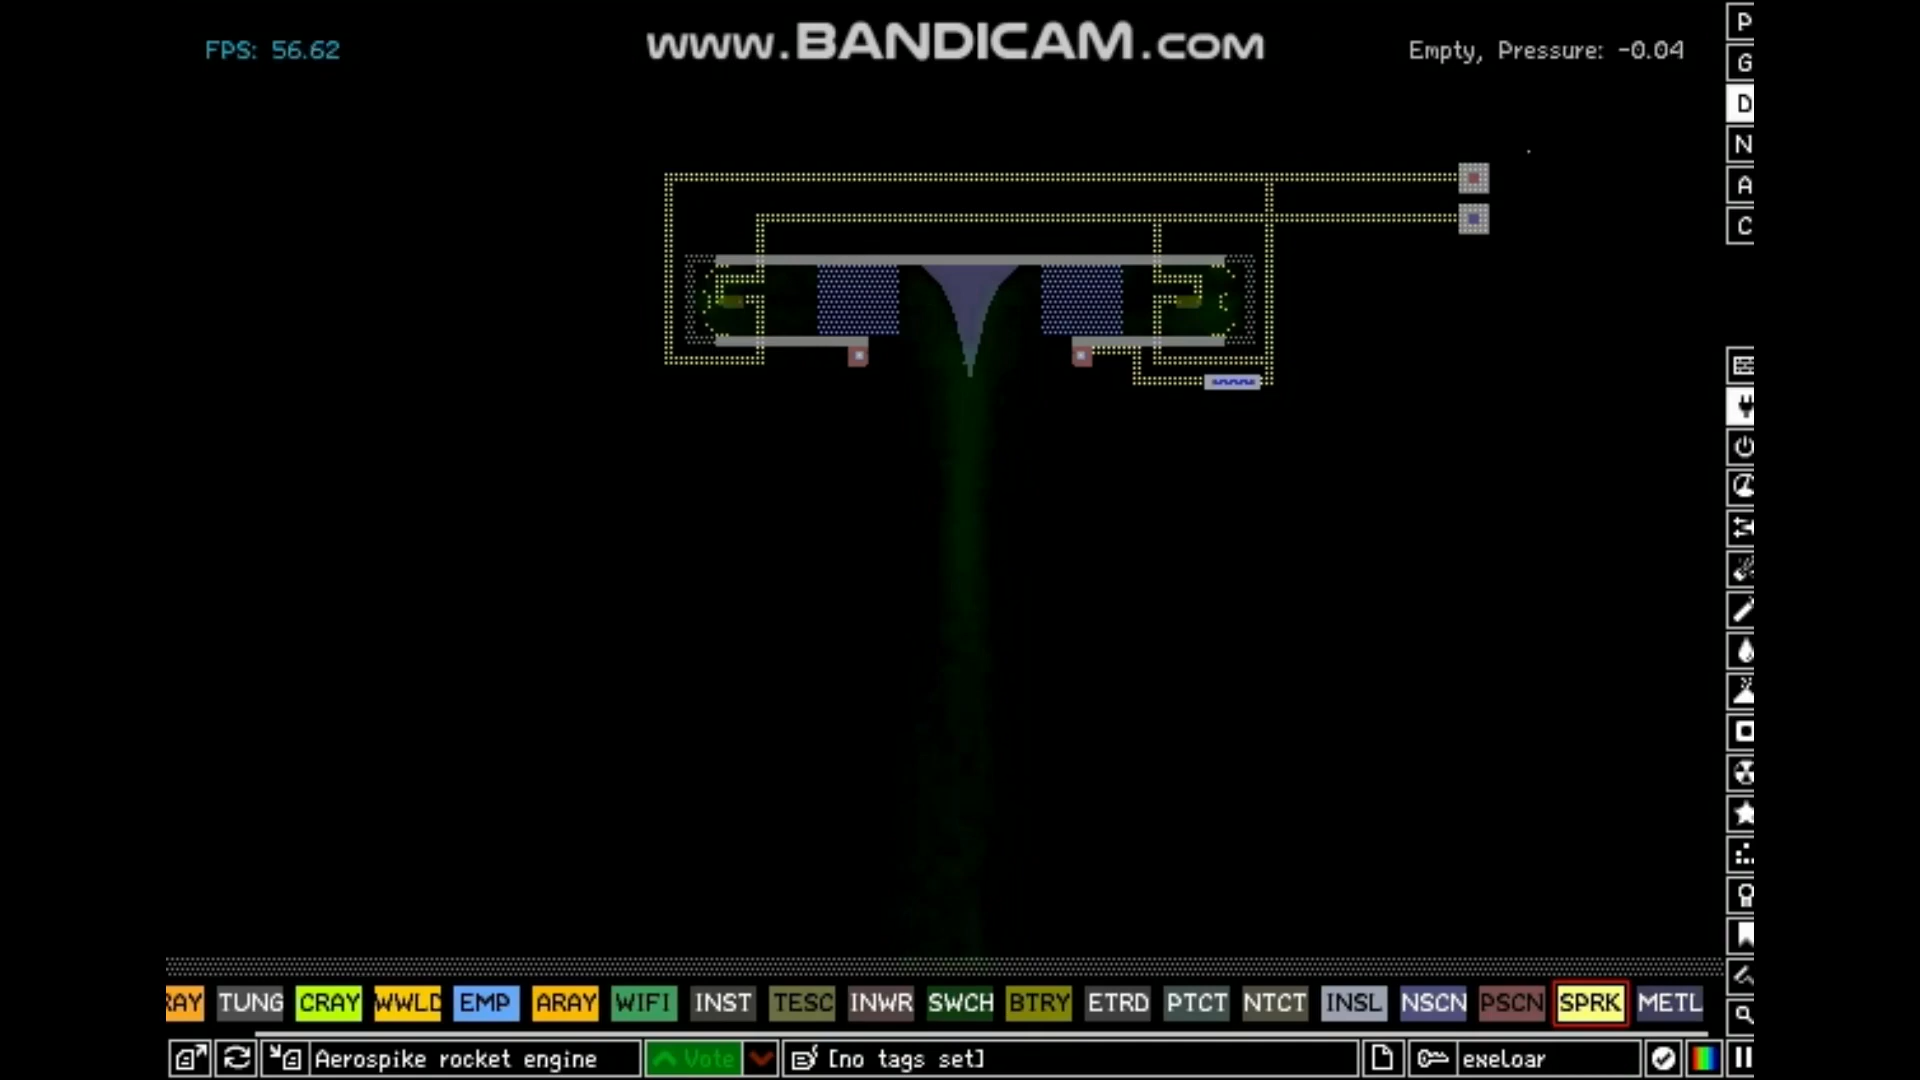 FPS: 56.62
www.BANDICAM.com
Empty, Pressure: -0.04
P
G
D
N
A
C
RAY TUNG CRAY WWLD EMP ARAY WIFI INST TESC INWR SWCH BTRY ETRD PTCT NTCT INSL NSCN PSCN SPRK METL
Aerospike rocket engine Vote [no tags set] exeloar